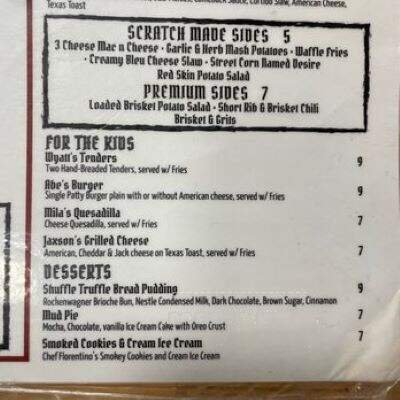 Slaw, American Cheese,
Texas Toast
SCRATCH MADE SIDES 5
3 Cheese Mac n Cheese • Garlic & Herb Mash Potatoes • Waffle Fries
• Creamy Bleu Cheese Slaw • Street Corn Named Desire
Red Skin Potato Salad
PREMIUM SIDES 7
Loaded Brisket Potato Salad • Short Rib & Brisket Chili
Brisket & Grits
FOR THE KIDS
Wyatt's Tenders 9
Two Hand-Breaded Tenders, served w/ Fries
Abe's Burger 9
Single Patty Burger plain with or without American cheese, served w/ Fries
Mila's Quesadilla 7
Cheese Quesadilla, served w/ Fries
Jaxson's Grilled Cheese 7
American, Cheddar & Jack cheese on Texas Toast, served w/ Fries
DESSERTS
Shuffle Truffle Bread Pudding 9
Rockenwagner Brioche Bun, Nestle Condensed Milk, Dark Chocolate, Brown Sugar, Cinnamon
Mud Pie 7
Mocha, Chocolate, vanilla Ice Cream Cake with Oreo Crust
Smoked Cookies & Cream Ice Cream 7
Chef Florentino's Smokey Cookies and Cream Ice Cream